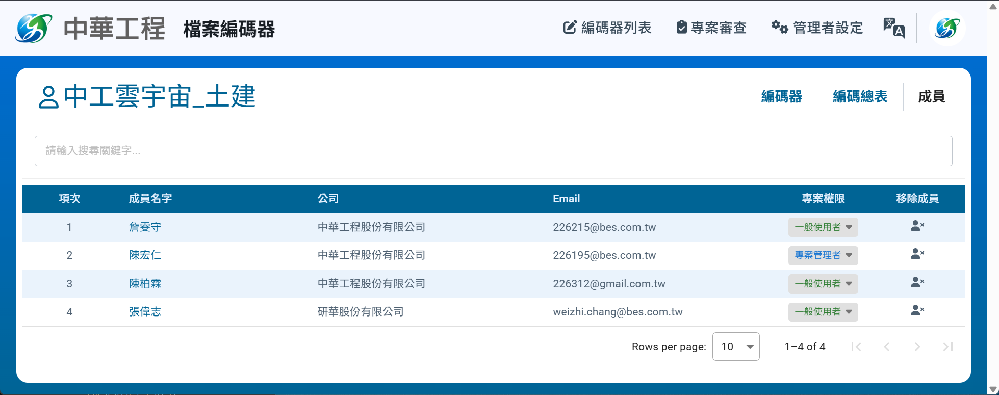 中華工程 檔案編碼器 編碼器列表 專案審查 管理者設定
中工雲宇宙_土建 編碼器 編碼總表 成員
請輸入搜尋關鍵字...
項次 成員名字 公司 Email 專案權限 移除成員
1 詹雯守 中華工程股份有限公司 226215@bes.com.tw 一般使用者
2 陳宏仁 中華工程股份有限公司 226195@bes.com.tw 專案管理者
3 陳柏霖 中華工程股份有限公司 226312@gmail.com.tw 一般使用者
4 張偉志 研華股份有限公司 weizhi.chang@bes.com.tw 一般使用者
Rows per page: 10 1–4 of 4